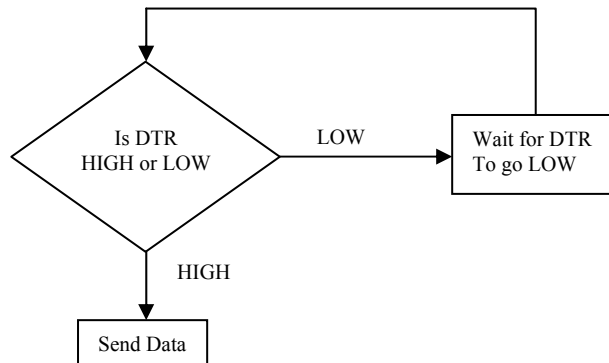 Is DTR
HIGH or LOW
LOW
Wait for DTR
To go LOW
HIGH
Send Data